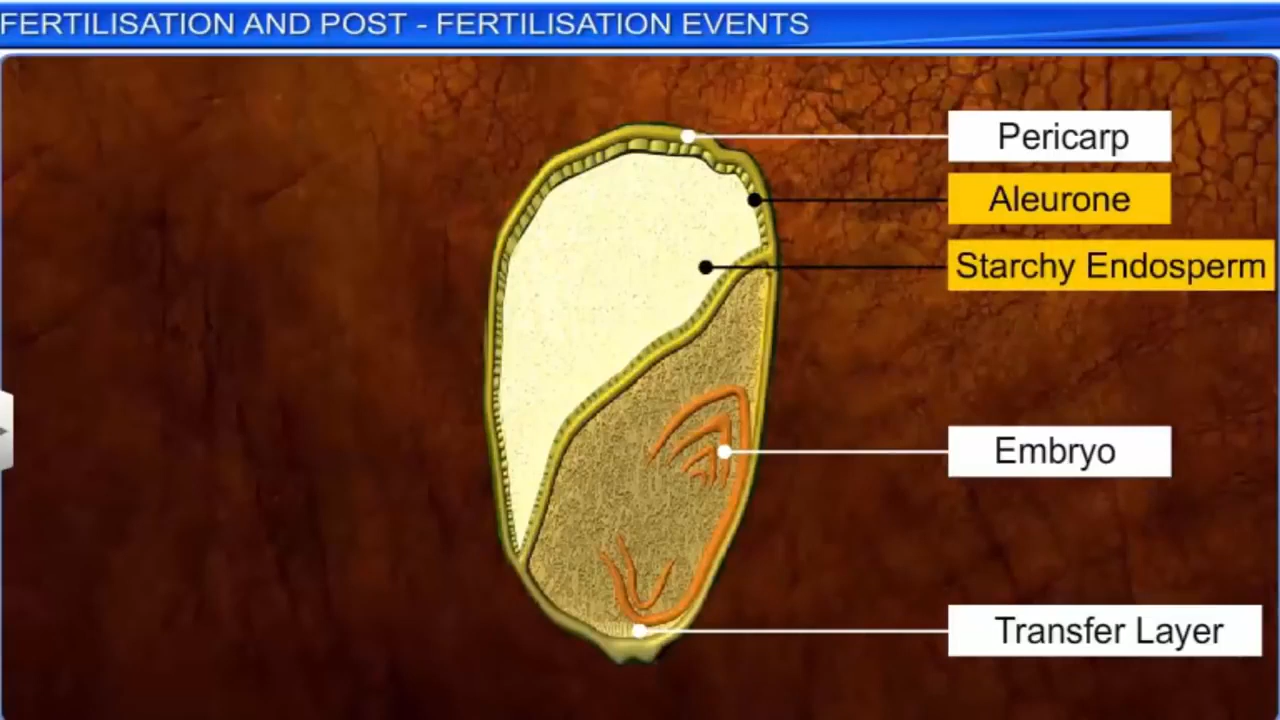 FERTILISATION AND POST - FERTILISATION EVENTS
Pericarp
Aleurone
Starchy Endosperm
Embryo
Transfer Layer